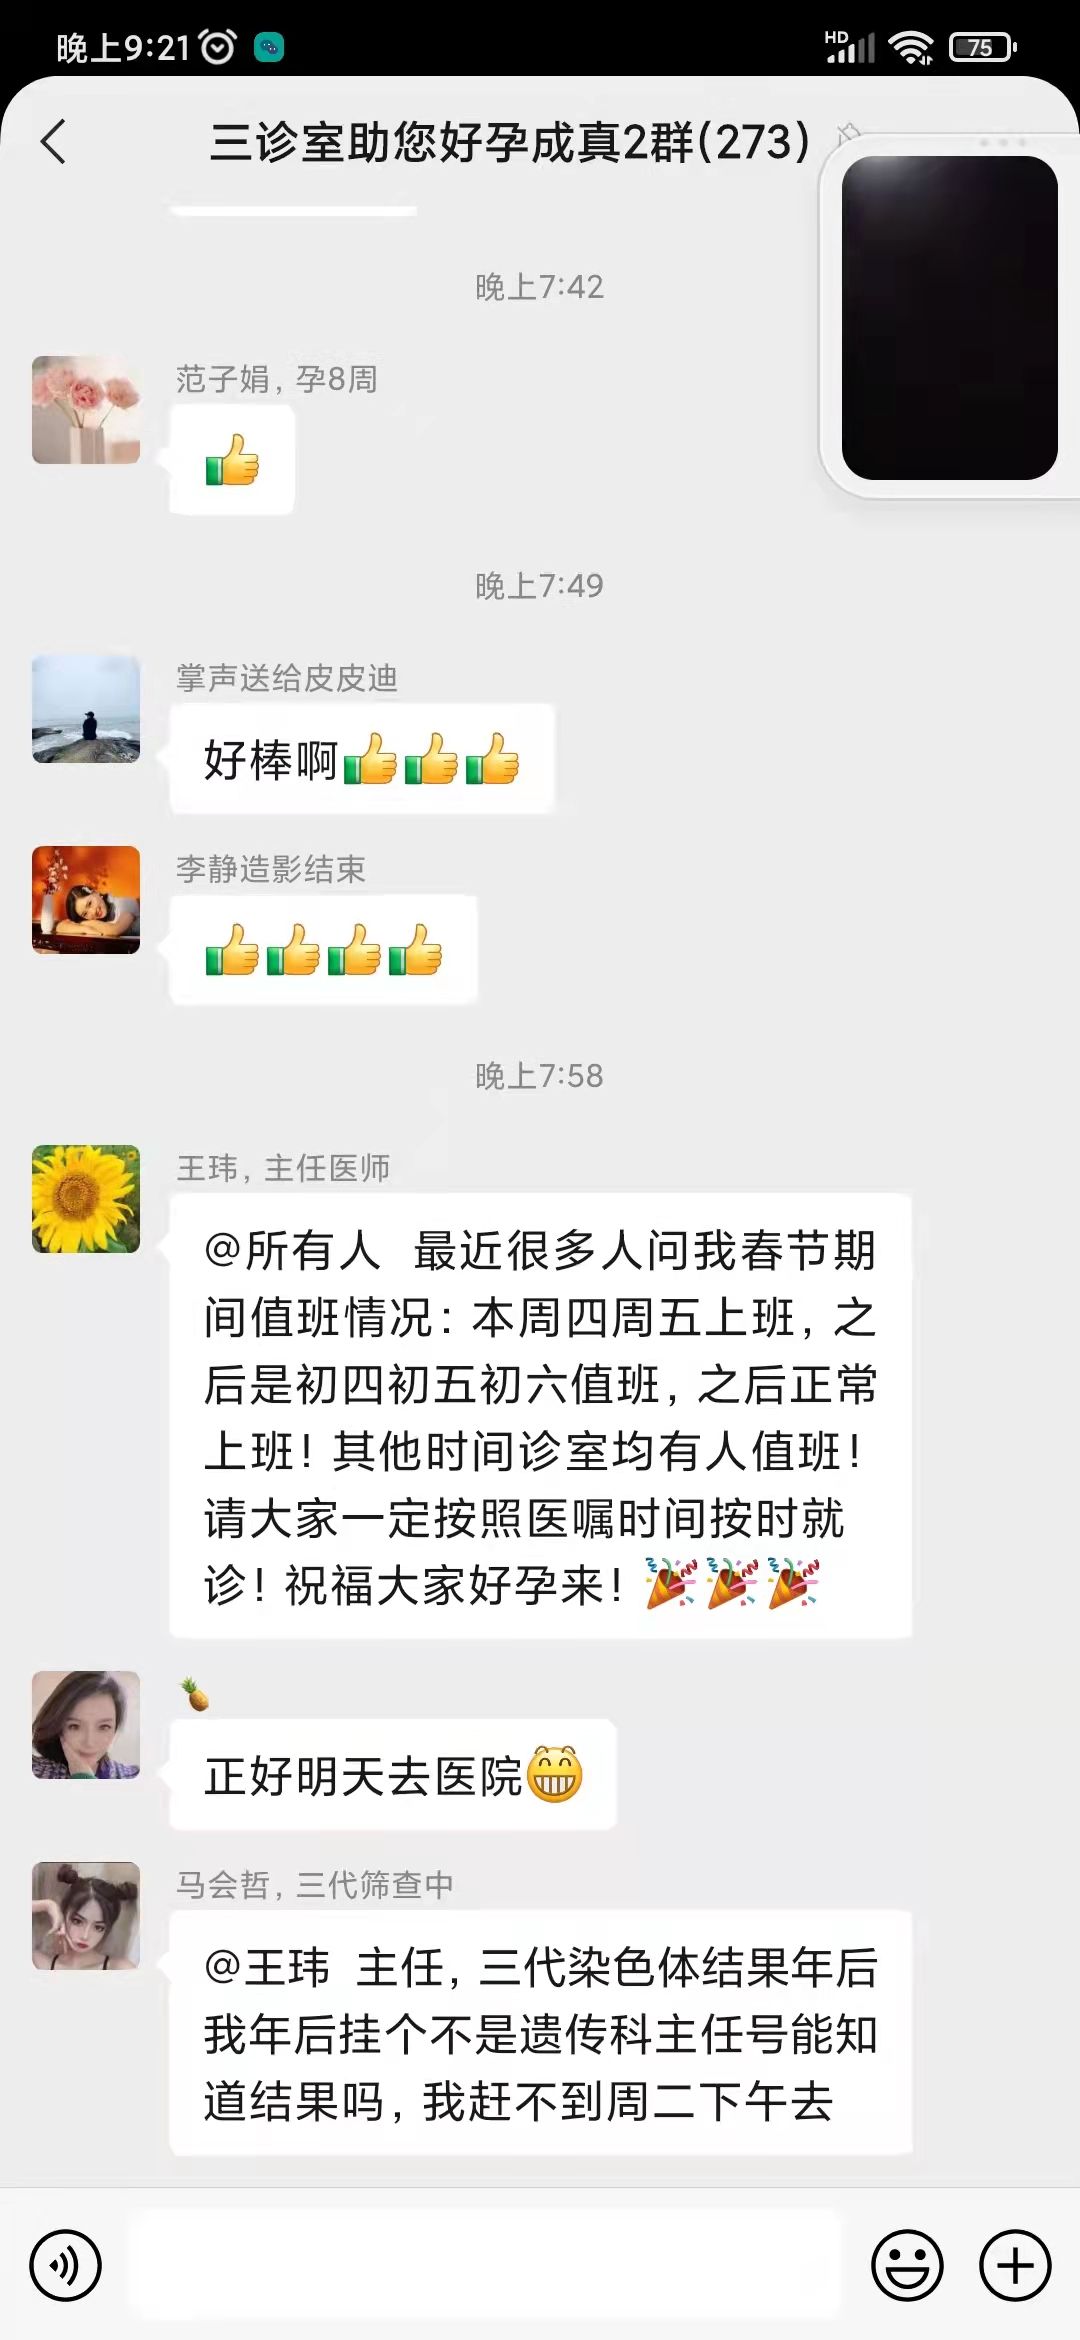 晚上9:21
HD
75
三诊室助您好孕成真2群(273)
晚上7:42
范子娟，孕8周
晚上7:49
掌声送给皮皮迪
好棒啊
李静造影结束
晚上7:58
王玮，主任医师
@所有人 最近很多人问我春节期
间值班情况：本周四周五上班，之
后是初四初五初六值班，之后正常
上班！其他时间诊室均有人值班！
请大家一定按照医嘱时间按时就
诊！祝福大家好孕来！
正好明天去医院
马会哲，三代筛查中
@王玮 主任，三代染色体结果年后
我年后挂个不是遗传科主任号能知
道结果吗，我赶不到周二下午去